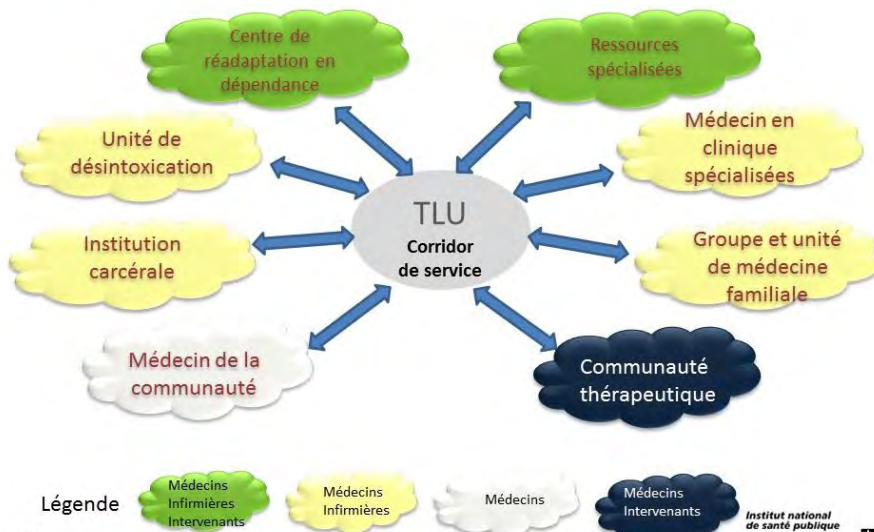 Centre de
réadaptation en
dépendance
Ressources
spécialisées
Unité de
désintoxication
Médecin en
clinique
spécialisées
TLU
Corridor
de service
Institution
carcérale
Groupe et unité
de médecine
familiale
Médecin de la
communauté
Communauté
thérapeutique
Légende
Médecins
Infirmières
Intervenants
Médecins
Infirmières
Médecins
Médecins
Intervenants
Institut national
de santé publique